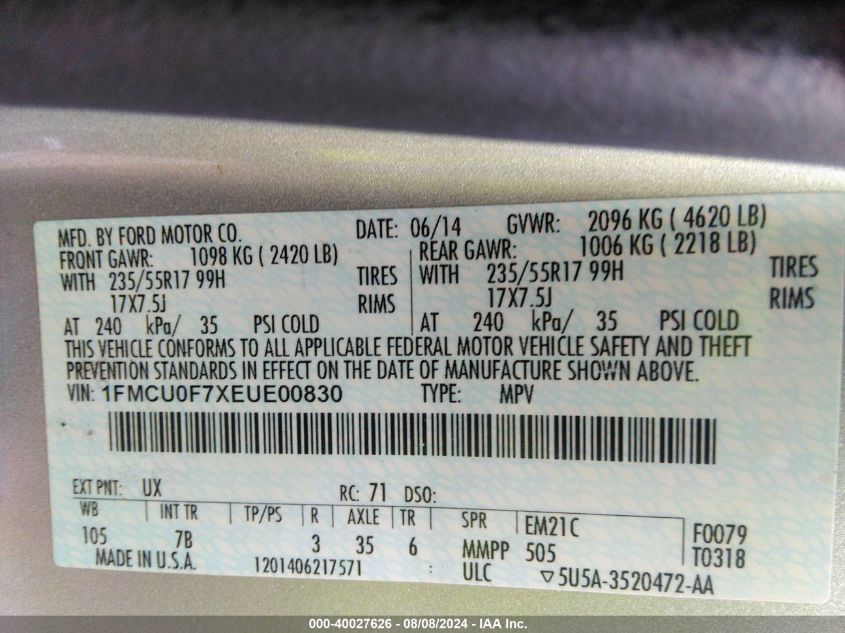 MFD. BY FORD MOTOR CO. DATE: 06/14 GVWR: 2096 KG ( 4620 LB)
FRONT GAWR: 1098 KG ( 2420 LB) REAR GAWR: 1006 KG ( 2218 LB)
WITH 235/55R17 99H TIRES WITH 235/55R17 99H TIRES
17X7.5J RIMS 17X7.5J RIMS
AT 240 kPa/ 35 PSI COLD AT 240 kPa/ 35 PSI COLD
THIS VEHICLE CONFORMS TO ALL APPLICABLE FEDERAL MOTOR VEHICLE SAFETY AND THEFT
PREVENTION STANDARDS IN EFFECT ON THE DATE OF MANUFACTURE SHOWN ABOVE.
VIN: 1FMCU0F7XEUE00830 TYPE: MPV
EXT PNT: UX RC: 71 DSO:
WB INT TR TP/PS R AXLE TR SPR EM21C F0079
105 7B 3 35 6 MMPP 505 T0318
MADE IN U.S.A. 1201406217571 : ULC ▽5U5A-3520472-AA
000-40027626 - 08/08/2024 - IAA Inc.